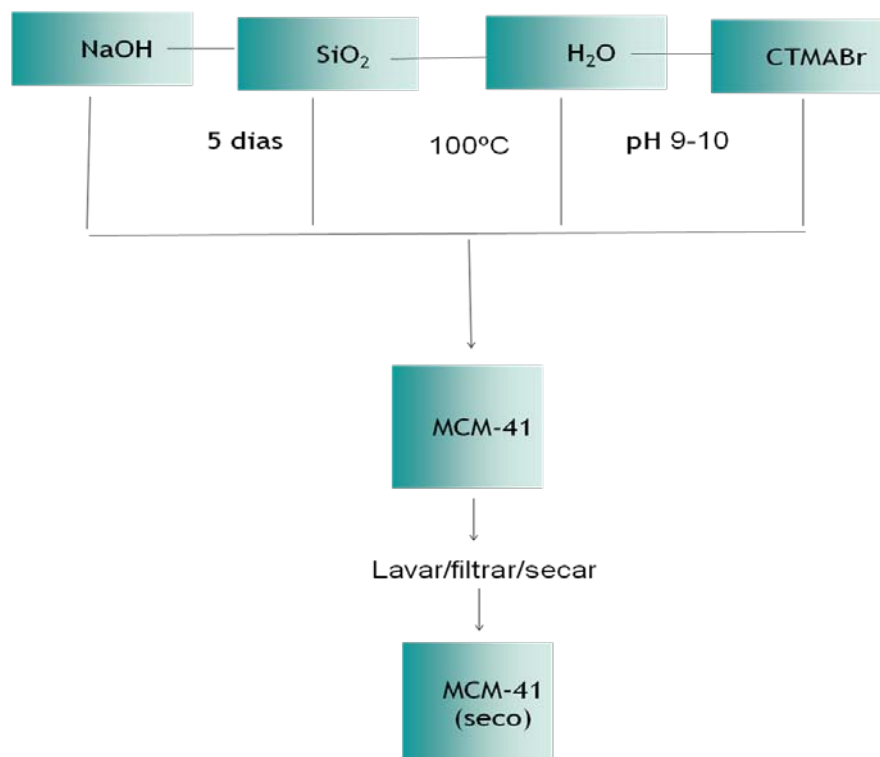 NaOH
SiO₂
H₂O
CTMABr
5 dias
100ºC
pH 9-10
MCM-41
Lavar/filtrar/secar
MCM-41
(seco)